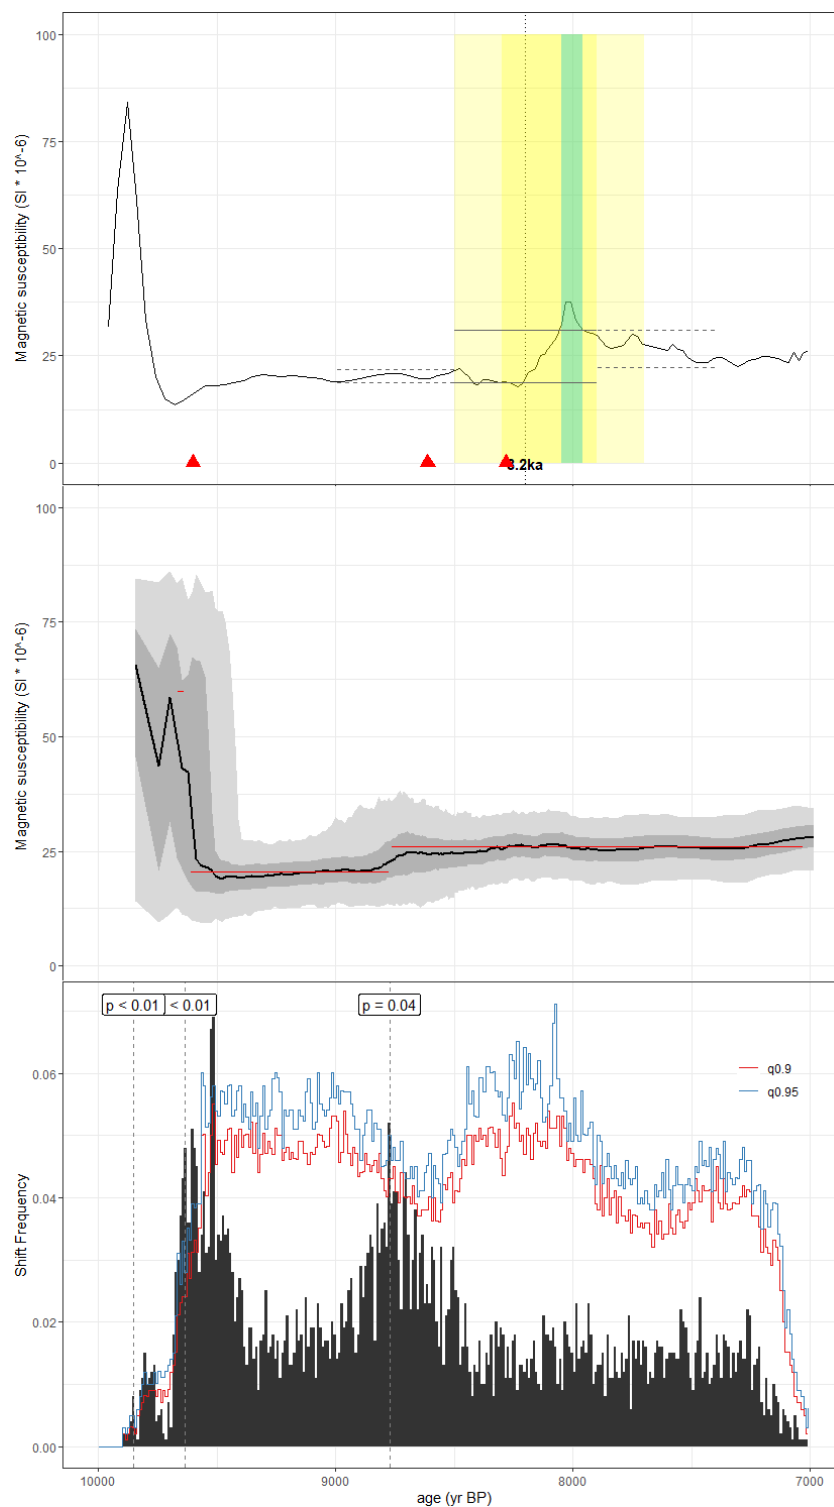 100
75
50
25
0
Magnetic susceptibility (SI * 10^-6)
8.2ka
100
75
50
25
0
Magnetic susceptibility (SI * 10^-6)
p < 0.01
< 0.01
p = 0.04
q0.9
q0.95
0.06
0.04
0.02
0.00
Shift Frequency
10000
9000
8000
7000
age (yr BP)